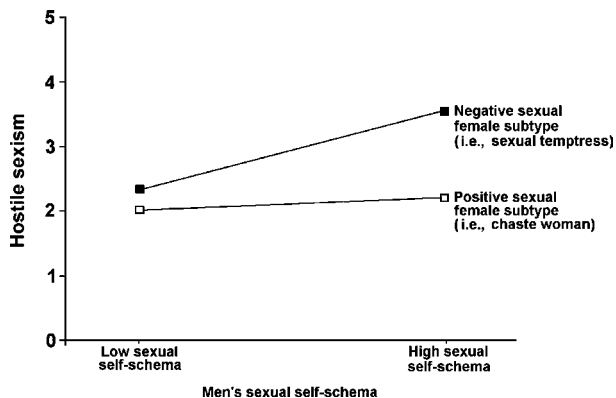 5
4
3
2
1
0
Hostile sexism
Negative sexual
female subtype
(i.e., sexual temptress)
Positive sexual
female subtype
(i.e., chaste woman)
Low sexual
self-schema
High sexual
self-schema
Men's sexual self-schema